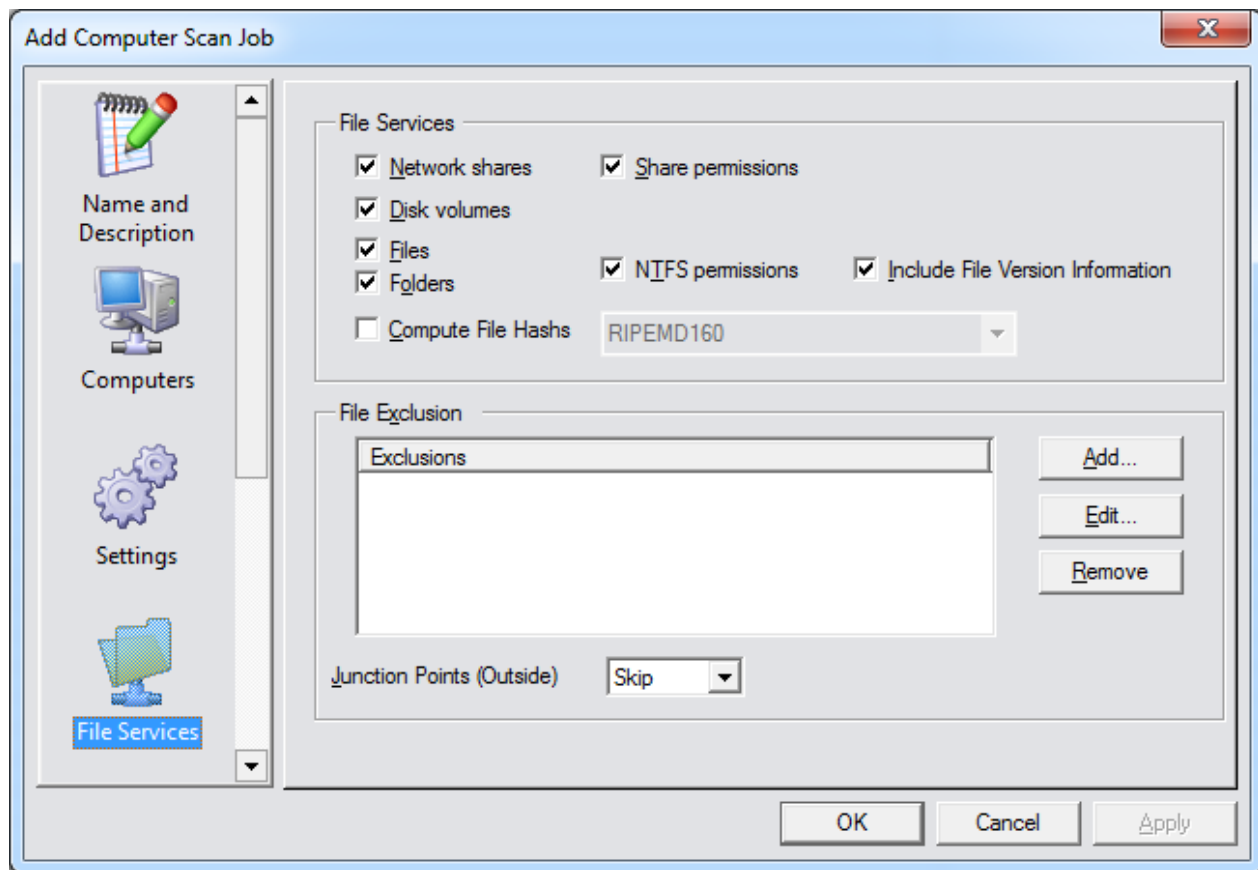 Add Computer Scan Job
Name and
Description
Computers
Settings
File Services
File Services
Network shares
Share permissions
Disk volumes
Files
Folders
NTFS permissions
Include File Version Information
Compute File Hashs
RIPEMD160
File Exclusion
Exclusions
Add...
Edit...
Remove
Junction Points (Outside)
Skip
OK
Cancel
Apply